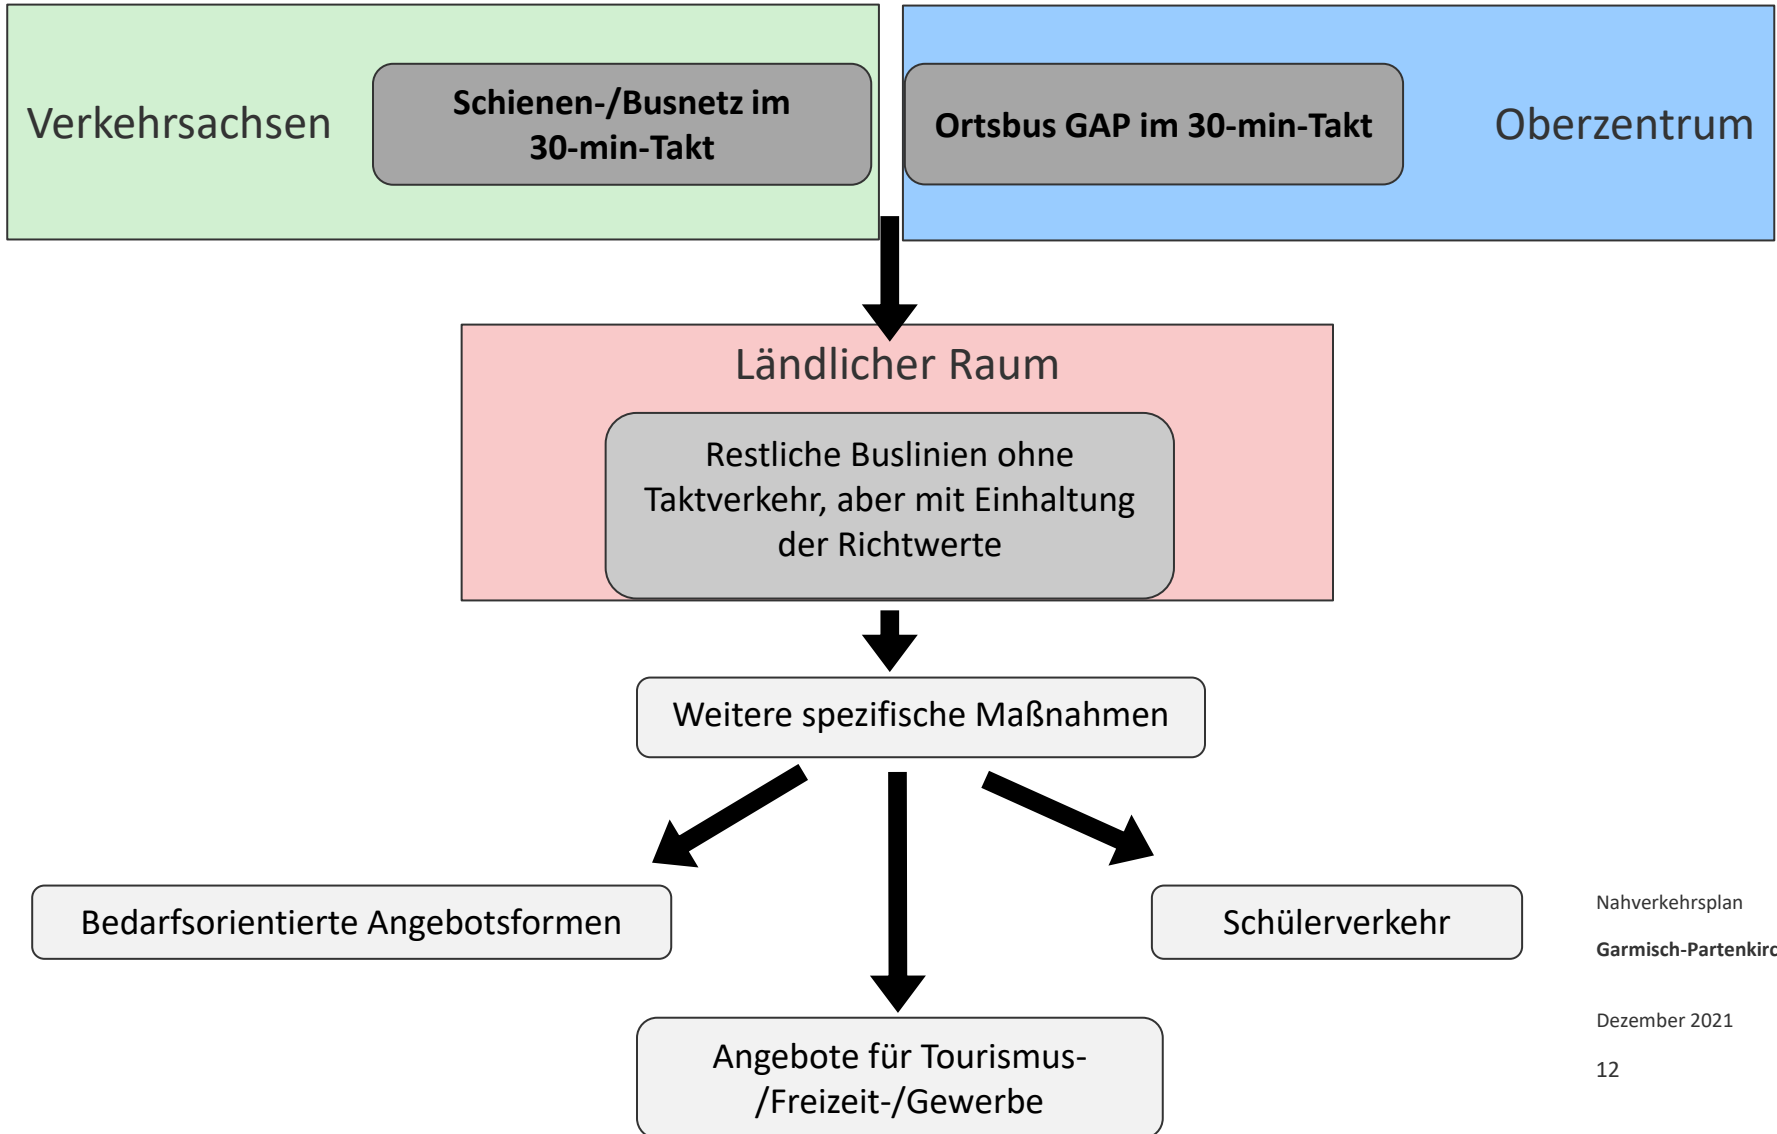 Verkehrsachsen
Schienen-/Busnetz im
30-min-Takt
Ortsbus GAP im 30-min-Takt
Oberzentrum
Ländlicher Raum
Restliche Buslinien ohne
Taktverkehr, aber mit Einhaltung
der Richtwerte
Weitere spezifische Maßnahmen
Bedarfsorientierte Angebotsformen
Schülerverkehr
Angebote für Tourismus-
/Freizeit-/Gewerbe
Nahverkehrsplan
Garmisch-Partenkirc
Dezember 2021
12